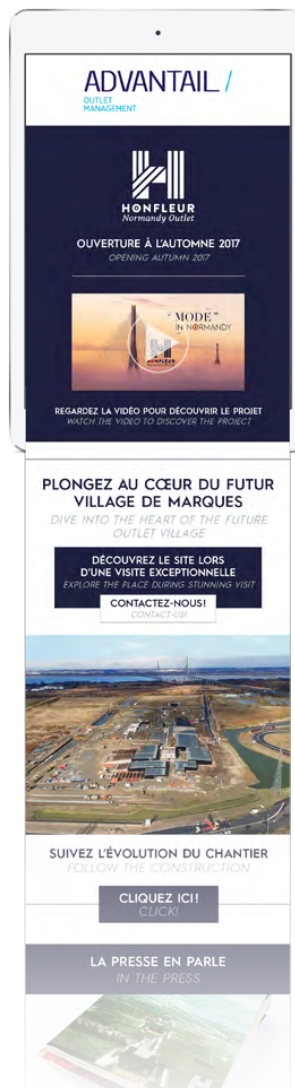 ADVANTAIL /
OUTLET
MANAGEMENT
HONFLEUR
Normandy Outlet
OUVERTURE À L'AUTOMNE 2017
OPENING AUTUMN 2017
“MODE”
IN NORMANDY
HONFLEUR
REGARDEZ LA VIDÉO POUR DÉCOUVRIR LE PROJET
WATCH THE VIDEO TO DISCOVER THE PROJECT
PLONGEZ AU CŒUR DU FUTUR
VILLAGE DE MARQUES
DIVE INTO THE HEART OF THE FUTURE
OUTLET VILLAGE
DÉCOUVREZ LE SITE LORS
D'UNE VISITE EXCEPTIONNELLE
EXPLORE THE PLACE DURING STUNNING VISIT
CONTACTEZ-NOUS!
CONTACT-US!
SUIVEZ L'ÉVOLUTION DU CHANTIER
FOLLOW THE CONSTRUCTION
CLIQUEZ ICI!
CLICK!
LA PRESSE EN PARLE
IN THE PRESS